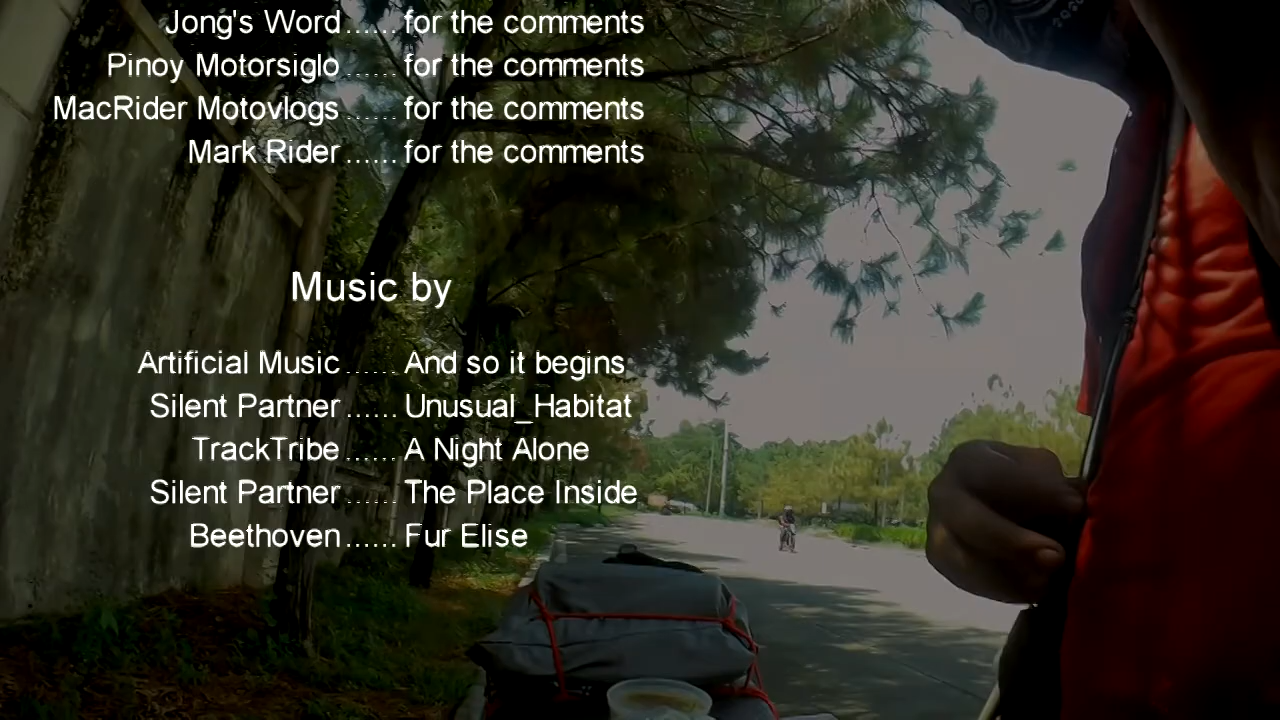 Jong's Word ...... for the comments
Pinoy Motorsiglo ...... for the comments
MacRider Motovlogs ...... for the comments
Mark Rider ...... for the comments
Music by
Artificial Music ...... And so it begins
Silent Partner ...... Unusual_Habitat
TrackTribe ...... A Night Alone
Silent Partner ...... The Place Inside
Beethoven ...... Fur Elise